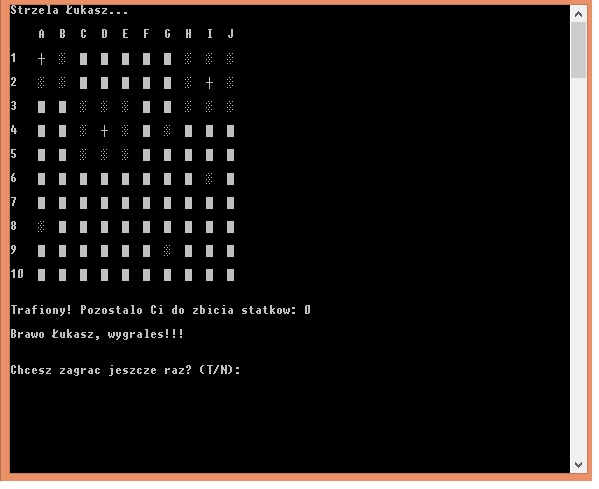 Strzela Łukasz...
A B C D E F G H I J
1 ┼ ░ █ █ █ █ █ ░ ░ ░
2 ░ ░ █ █ █ █ █ ░ ┼ ░
3 █ █ ░ ░ ░ █ █ ░ ░ ░
4 █ █ ░ ┼ ░ █ ░ █ █ █
5 █ █ ░ ░ ░ █ █ █ █ █
6 █ █ █ █ █ █ █ █ ░ █
7 █ █ █ █ █ █ █ █ █ █
8 ░ █ █ █ █ █ █ █ █ █
9 █ █ █ █ █ █ ░ █ █ █
10 █ █ █ █ █ █ █ █ █ █
Trafiony! Pozostalo Ci do zbicia statkow: 0
Brawo Łukasz, wygrales!!!
Chcesz zagrac jeszcze raz? (T/N):